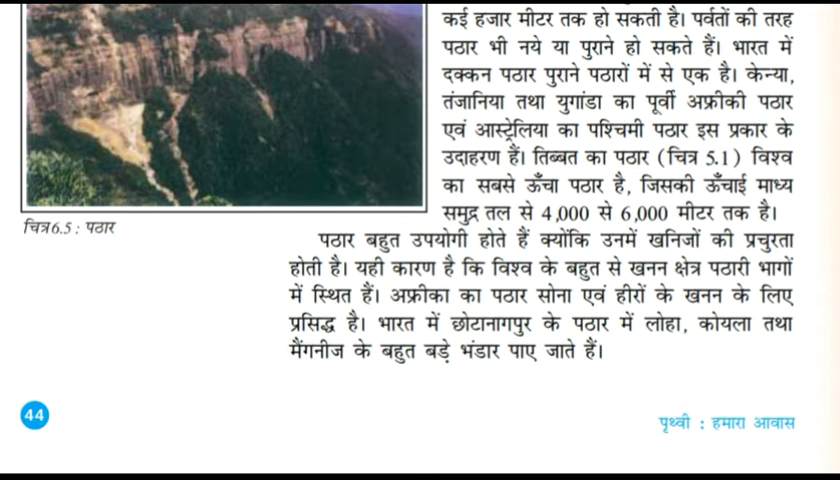 कई हजार मीटर तक हो सकती है। पर्वतों की तरह
पठार भी नये या पुराने हो सकते हैं। भारत में
दक्कन पठार पुराने पठारों में से एक है। केन्या,
तंजानिया तथा युगांडा का पूर्वी अफ्रीकी पठार
एवं आस्ट्रेलिया का पश्चिमी पठार इस प्रकार के
उदाहरण हैं। तिब्बत का पठार (चित्र 5.1) विश्व
का सबसे ऊँचा पठार है, जिसकी ऊँचाई माध्य
समुद्र तल से 4,000 से 6,000 मीटर तक है।
चित्र6.5 : पठार
पठार बहुत उपयोगी होते हैं क्योंकि उनमें खनिजों की प्रचुरता
होती है। यही कारण है कि विश्व के बहुत से खनन क्षेत्र पठारी भागों
में स्थित हैं। अफ्रीका का पठार सोना एवं हीरों के खनन के लिए
प्रसिद्ध है। भारत में छोटानागपुर के पठार में लोहा, कोयला तथा
मैंगनीज के बहुत बड़े भंडार पाए जाते हैं।
44
पृथ्वी : हमारा आवास